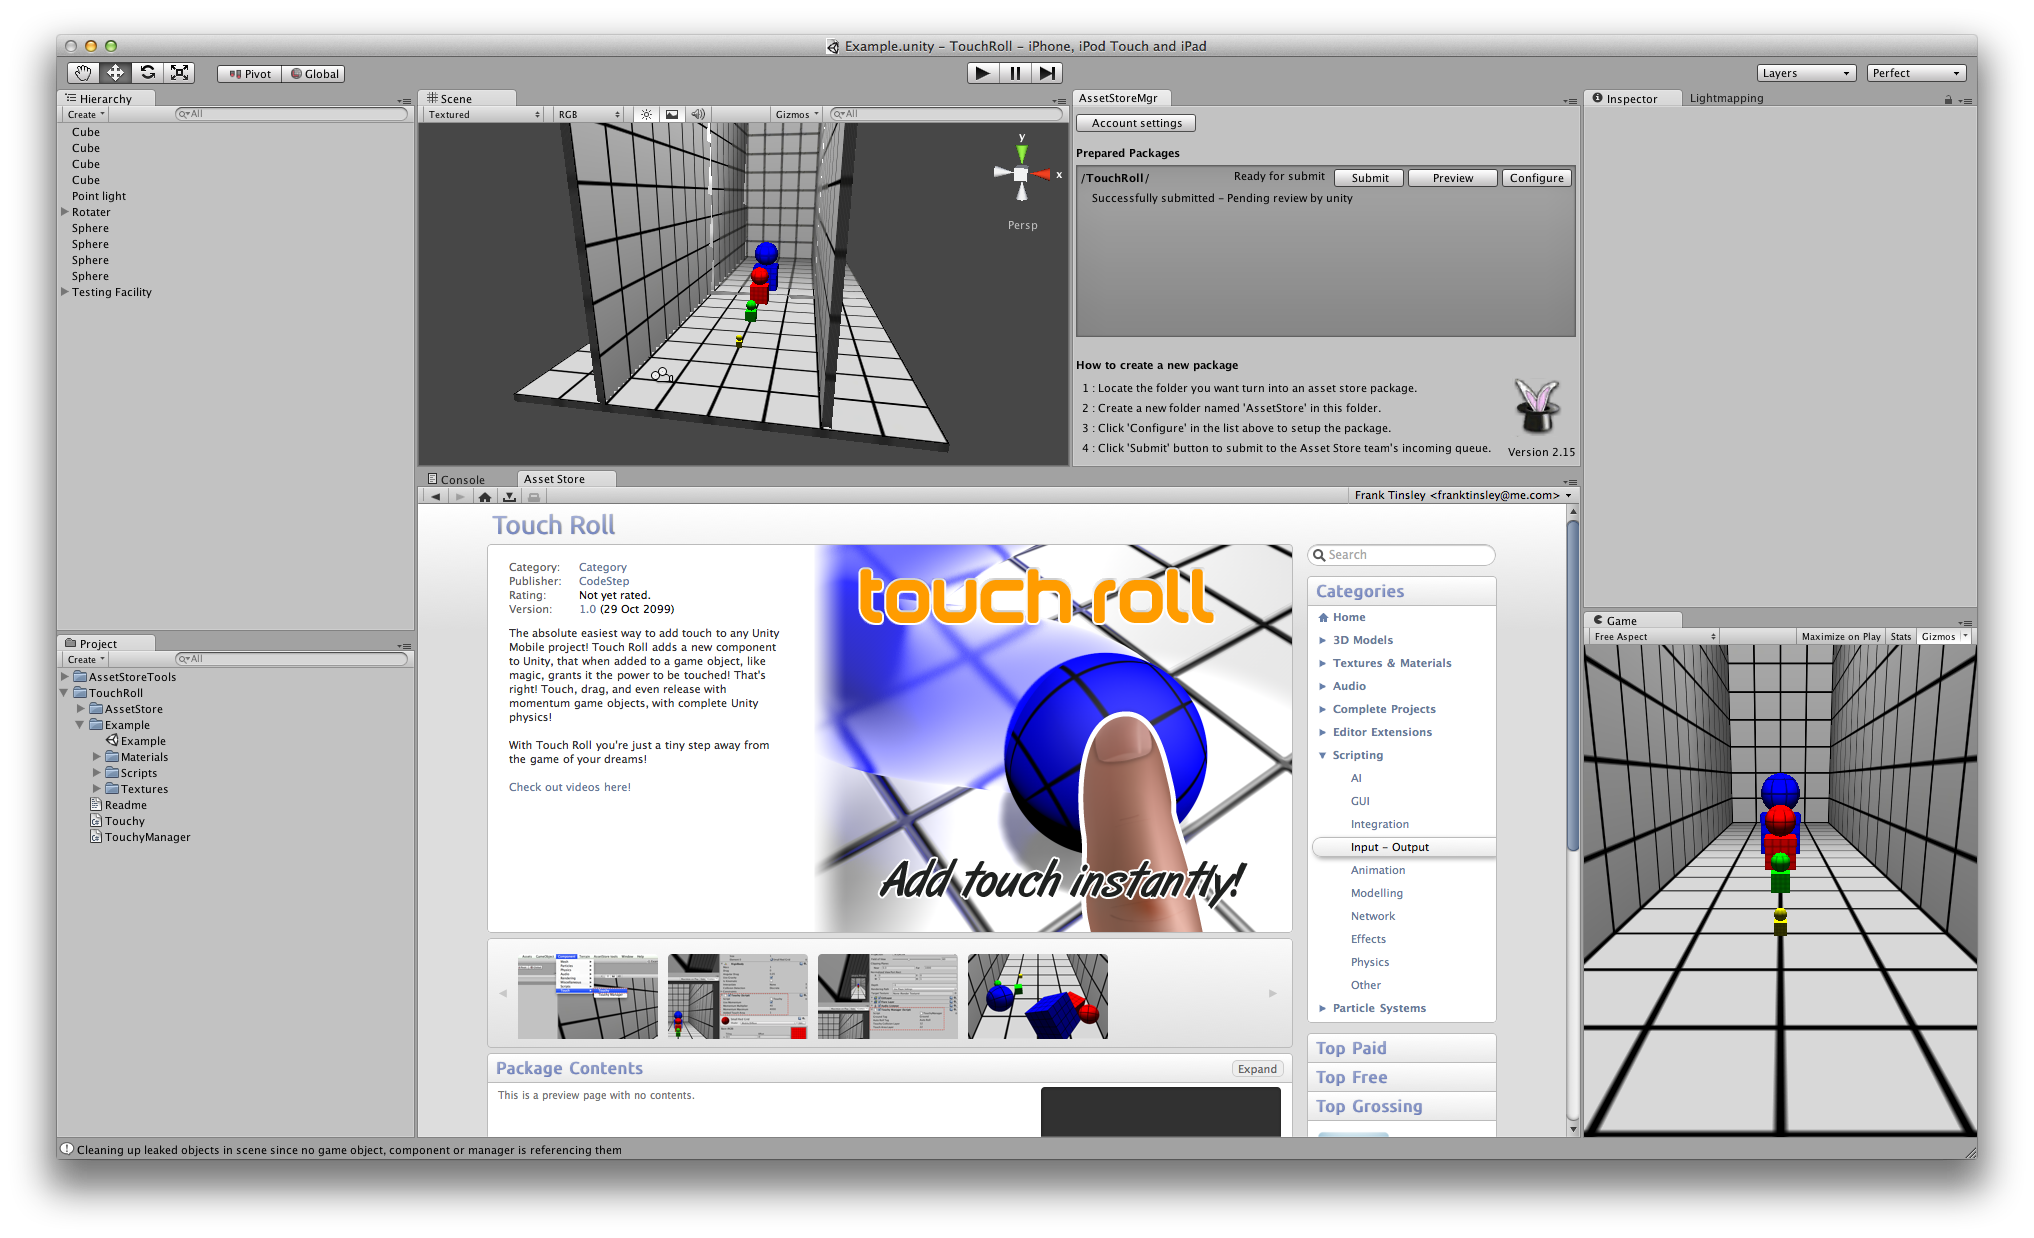 Example.unity – TouchRoll – iPhone, iPod Touch and iPad
Pivot
Global
Layers
Perfect
Hierarchy
Create
All
Cube
Cube
Cube
Cube
Point light
Rotater
Sphere
Sphere
Sphere
Sphere
Testing Facility
Scene
Textured
RGB
Gizmos
All
y
x
Persp
AssetStoreMgr
Account settings
Prepared Packages
/TouchRoll/
Ready for submit
Submit
Preview
Configure
Successfully submitted – Pending review by unity
How to create a new package
1 : Locate the folder you want turn into an asset store package.
2 : Create a new folder named 'AssetStore' in this folder.
3 : Click 'Configure' in the list above to setup the package.
4 : Click 'Submit' button to submit to the Asset Store team's incoming queue.
Version 2.15
Inspector
Lightmapping
Project
Create
All
AssetStoreTools
TouchRoll
AssetStore
Example
Example
Materials
Scripts
Textures
Readme
Touchy
TouchyManager
Console
Asset Store
Frank Tinsley <franktinsley@me.com>
Touch Roll
Category: Category
Publisher: CodeStep
Rating: Not yet rated.
Version: 1.0 (29 Oct 2099)
The absolute easiest way to add touch to any Unity
Mobile project! Touch Roll adds a new component
to Unity, that when added to a game object, like
magic, grants it the power to be touched! That's
right! Touch, drag, and even release with
momentum game objects, with complete Unity
physics!
With Touch Roll you're just a tiny step away from
the game of your dreams!
Check out videos here!
touch roll
Add touch instantly!
Search
Categories
Home
3D Models
Textures & Materials
Audio
Complete Projects
Editor Extensions
Scripting
AI
GUI
Integration
Input – Output
Animation
Modelling
Network
Effects
Physics
Other
Particle Systems
Top Paid
Top Free
Top Grossing
Package Contents
Expand
This is a preview page with no contents.
Game
Free Aspect
Maximize on Play
Stats
Gizmos
Cleaning up leaked objects in scene since no game object, component or manager is referencing them